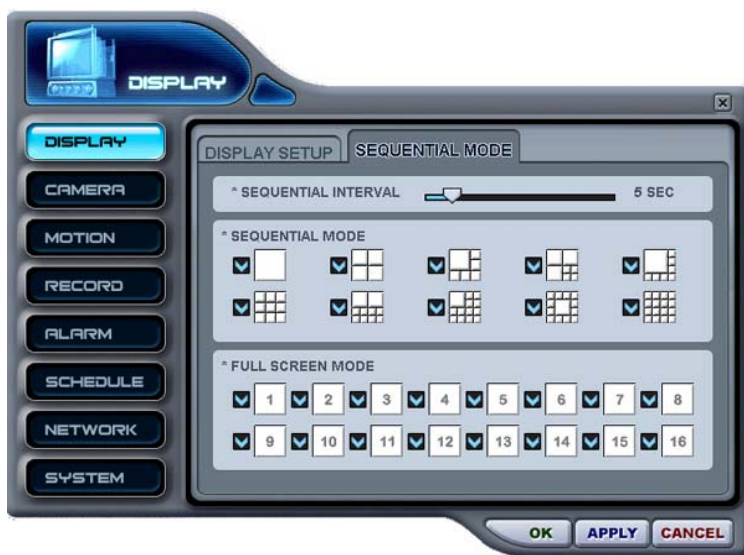 DISPLAY
DISPLAY
CAMERA
MOTION
RECORD
ALARM
SCHEDULE
NETWORK
SYSTEM
DISPLAY SETUP
SEQUENTIAL MODE
* SEQUENTIAL INTERVAL 5 SEC
* SEQUENTIAL MODE
* FULL SCREEN MODE
1 2 3 4 5 6 7 8
9 10 11 12 13 14 15 16
OK APPLY CANCEL